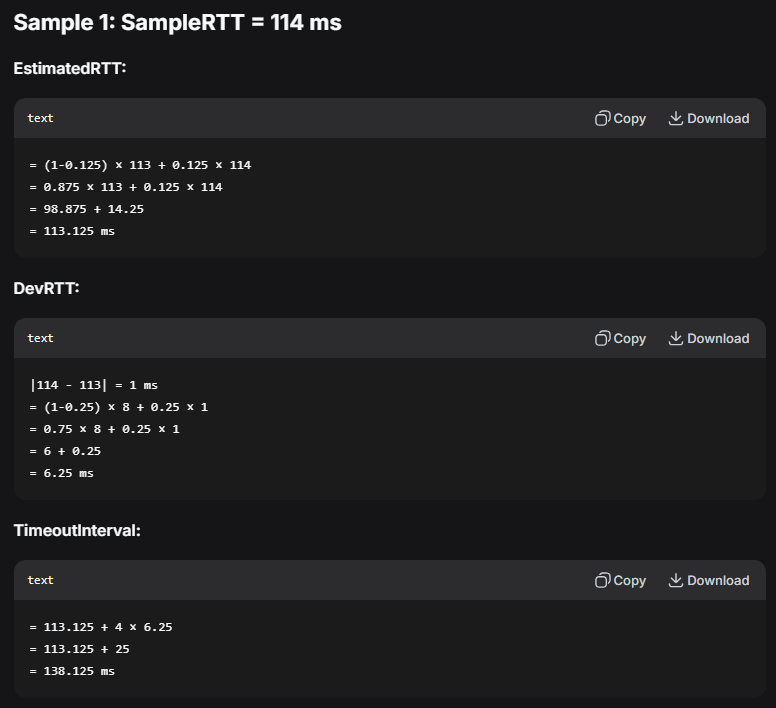 Sample 1: SampleRTT = 114 ms
EstimatedRTT:
text Copy Download
= (1-0.125) × 113 + 0.125 × 114
= 0.875 × 113 + 0.125 × 114
= 98.875 + 14.25
= 113.125 ms
DevRTT:
text Copy Download
|114 - 113| = 1 ms
= (1-0.25) × 8 + 0.25 × 1
= 0.75 × 8 + 0.25 × 1
= 6 + 0.25
= 6.25 ms
TimeoutInterval:
text Copy Download
= 113.125 + 4 × 6.25
= 113.125 + 25
= 138.125 ms